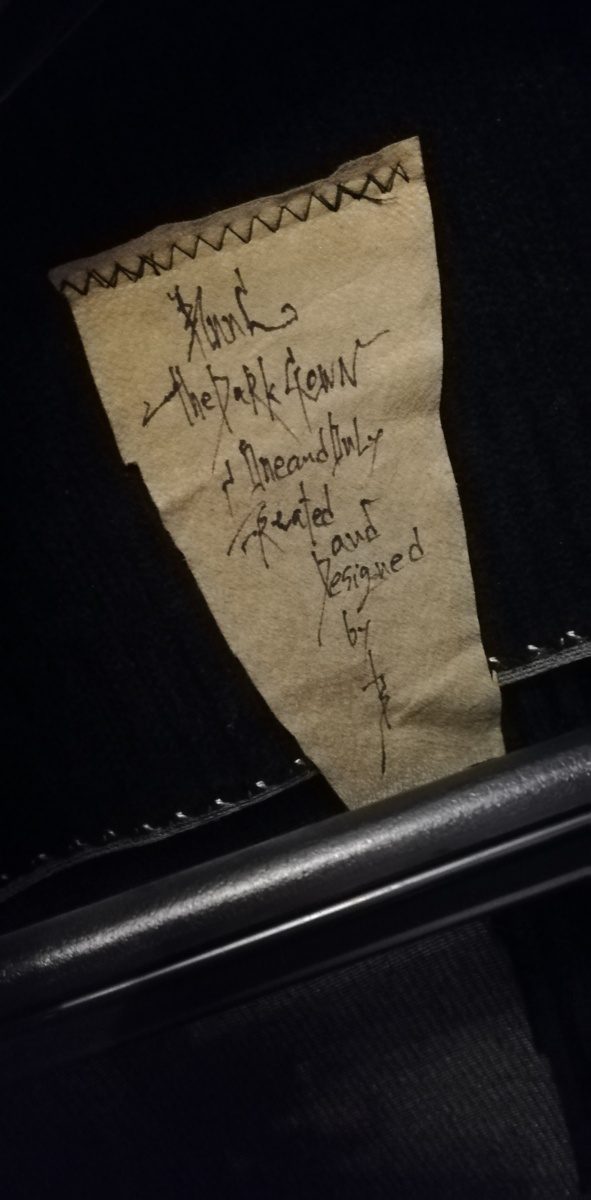 the Dark Gown
One and Only
Created
and
Designed
by